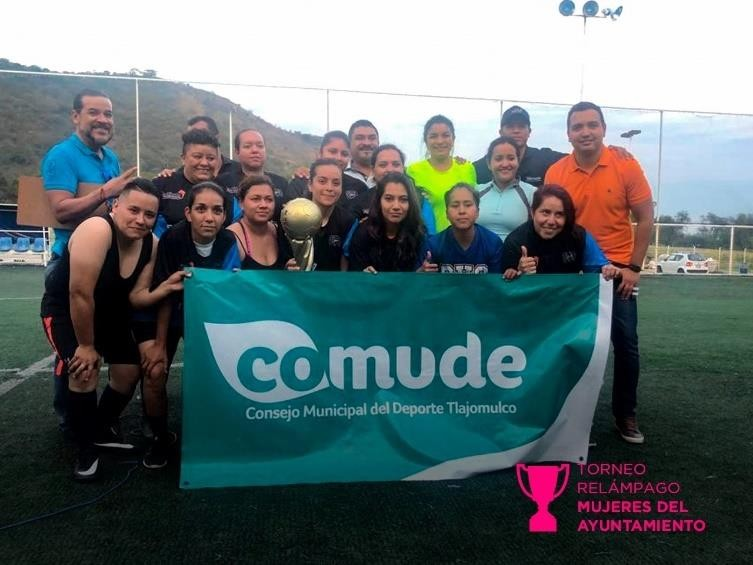 comude
Consejo Municipal del Deporte Tlajomulco
TORNEO
RELÁMPAGO
MUJERES DEL
AYUNTAMIENTO